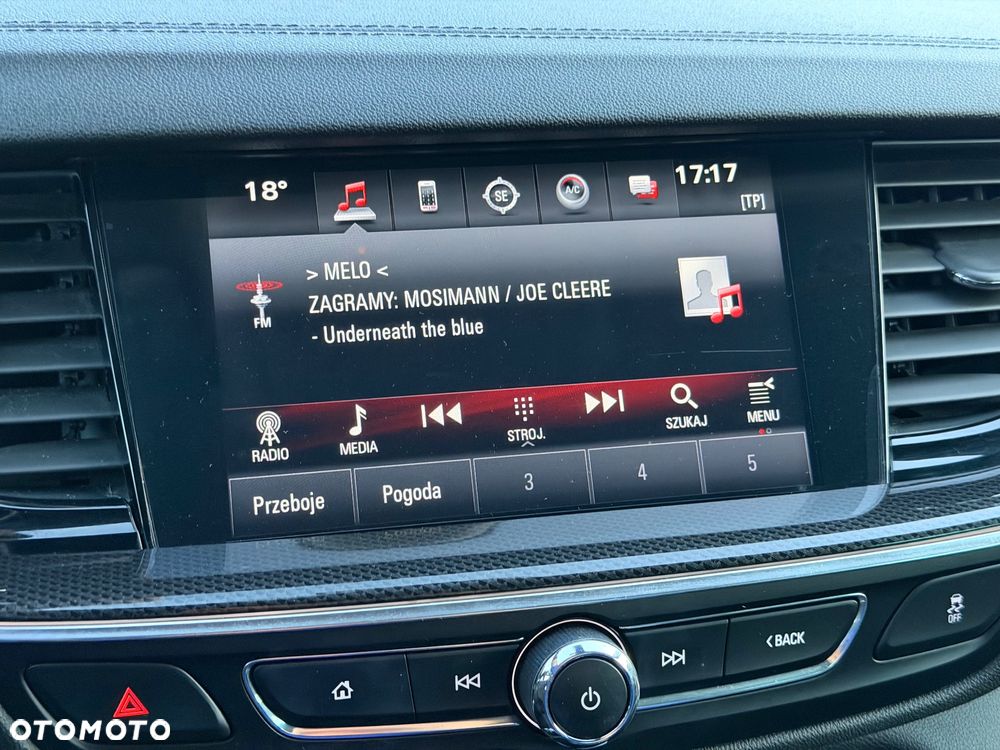 18°
SE
A/C
17:17
[TP]
> MELO <
ZAGRAMY: MOSIMANN / JOE CLEERE
- Underneath the blue
FM
RADIO
MEDIA
STROJ.
SZUKAJ
MENU
Przeboje
Pogoda
3
4
5
<BACK
OFF
OTOMOTO